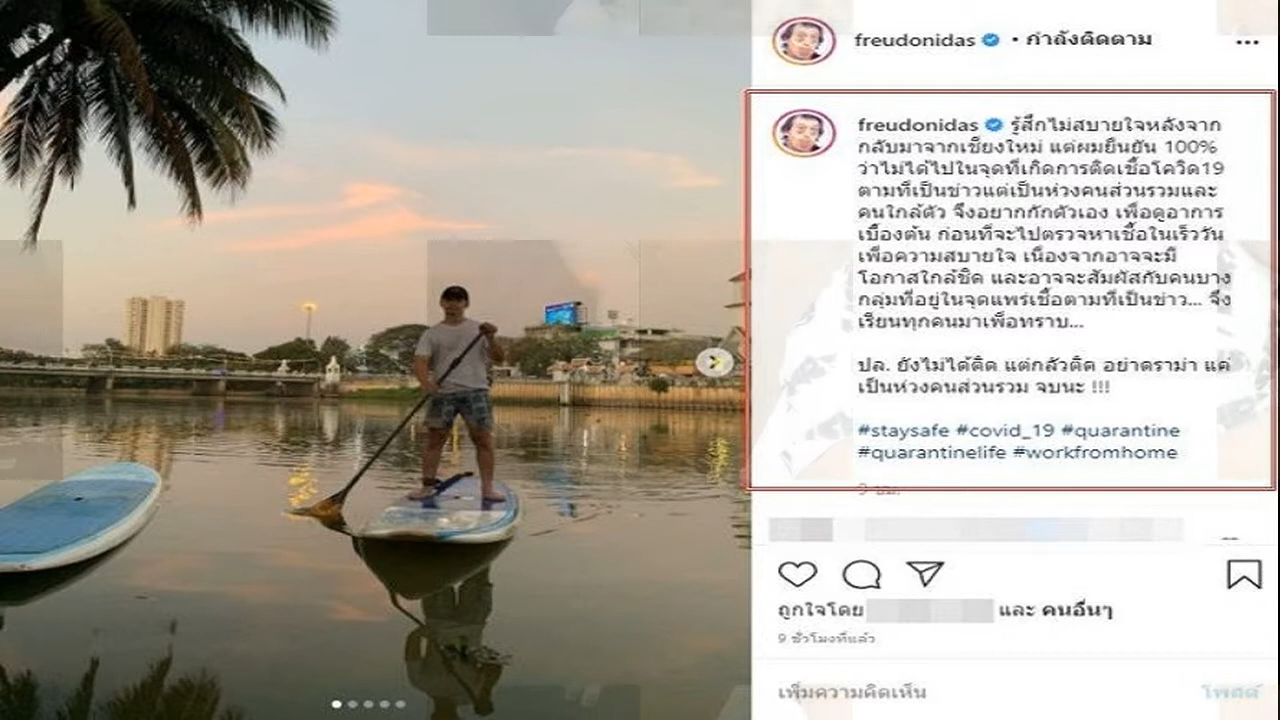 freudonidas • กำลังติดตาม
freudonidas รู้สึกไม่สบายใจหลังจาก
กลับมาจากเชียงใหม่ แต่ผมยืนยัน 100%
ว่าไม่ได้ไปในจุดที่เกิดการติดเชื้อโควิด19
ตามที่เป็นข่าวแต่เป็นห่วงคนส่วนรวมและ
คนใกล้ตัว จึงอยากกักตัวเอง เพื่อดูอาการ
เบื้องต้น ก่อนที่จะไปตรวจหาเชื้อในเร็ววัน
เพื่อความสบายใจ เนื่องจากอาจจะมี
โอกาสใกล้ชิด และอาจจะสัมผัสกับคนบาง
กลุ่มที่อยู่ในจุดแพร่เชื้อตามที่เป็นข่าว... จึง
เรียนทุกคนมาเพื่อทราบ...
ปล. ยังไม่ได้ติด แต่กลัวติด อย่าดราม่า แค่
เป็นห่วงคนส่วนรวม จบนะ !!!
#staysafe #covid_19 #quarantine
#quarantinelife #workfromhome
ถูกใจโดย และ คนอื่นๆ
9 ชั่วโมงที่แล้ว
เพิ่มความคิดเห็น โพสต์